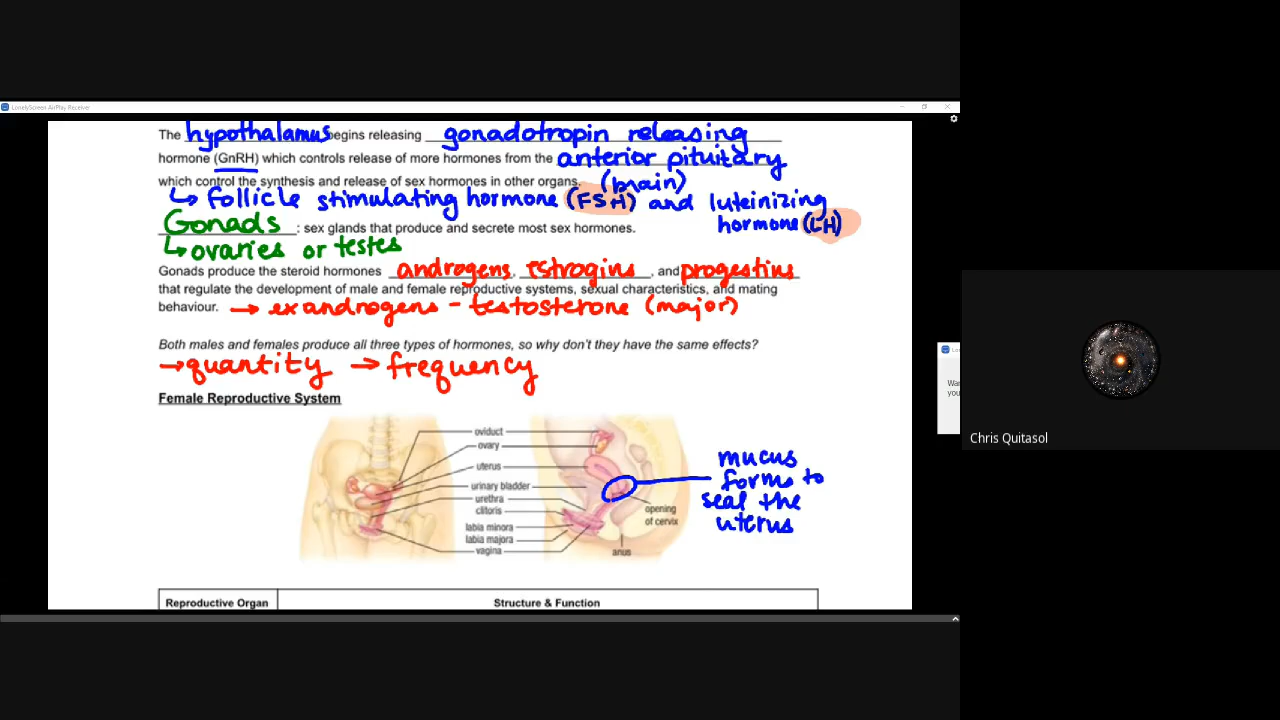 LonelyScreen AirPlay Receiver
The hypothalamus begins releasing gonadotropin releasing
hormone (GnRH) which controls release of more hormones from the anterior pituitary
which control the synthesis and release of sex hormones in other organs. (brain)
↳ follicle stimulating hormone (FSH) and luteinizing
hormone (LH)
Gonads : sex glands that produce and secrete most sex hormones.
↳ ovaries or testes
Gonads produce the steroid hormones androgens, estrogins, and progestins
that regulate the development of male and female reproductive systems, sexual characteristics, and mating
behaviour. → ex androgens - testosterone (major)
Both males and females produce all three types of hormones, so why don't they have the same effects?
→ quantity → frequency
Female Reproductive System
oviduct
ovary
uterus
urinary bladder
urethra
clitoris
labia minora
labia majora
vagina
opening
of cervix
anus
mucus
forms to
seal the
uterus
Reproductive Organ Structure & Function
Wan
you
Chris Quitasol